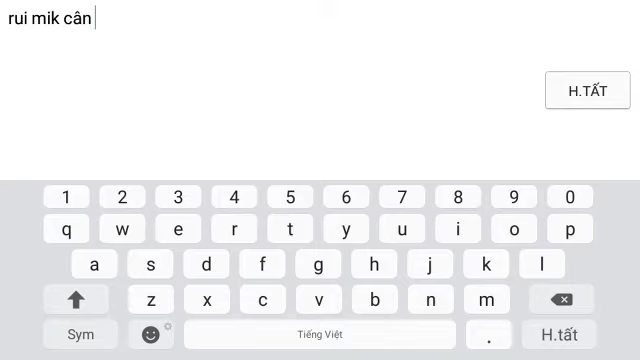 rui mik cân
H.TẤT
1 2 3 4 5 6 7 8 9 0
q w e r t y u i o p
a s d f g h j k l
z x c v b n m
Sym Tiếng Việt . H.tất